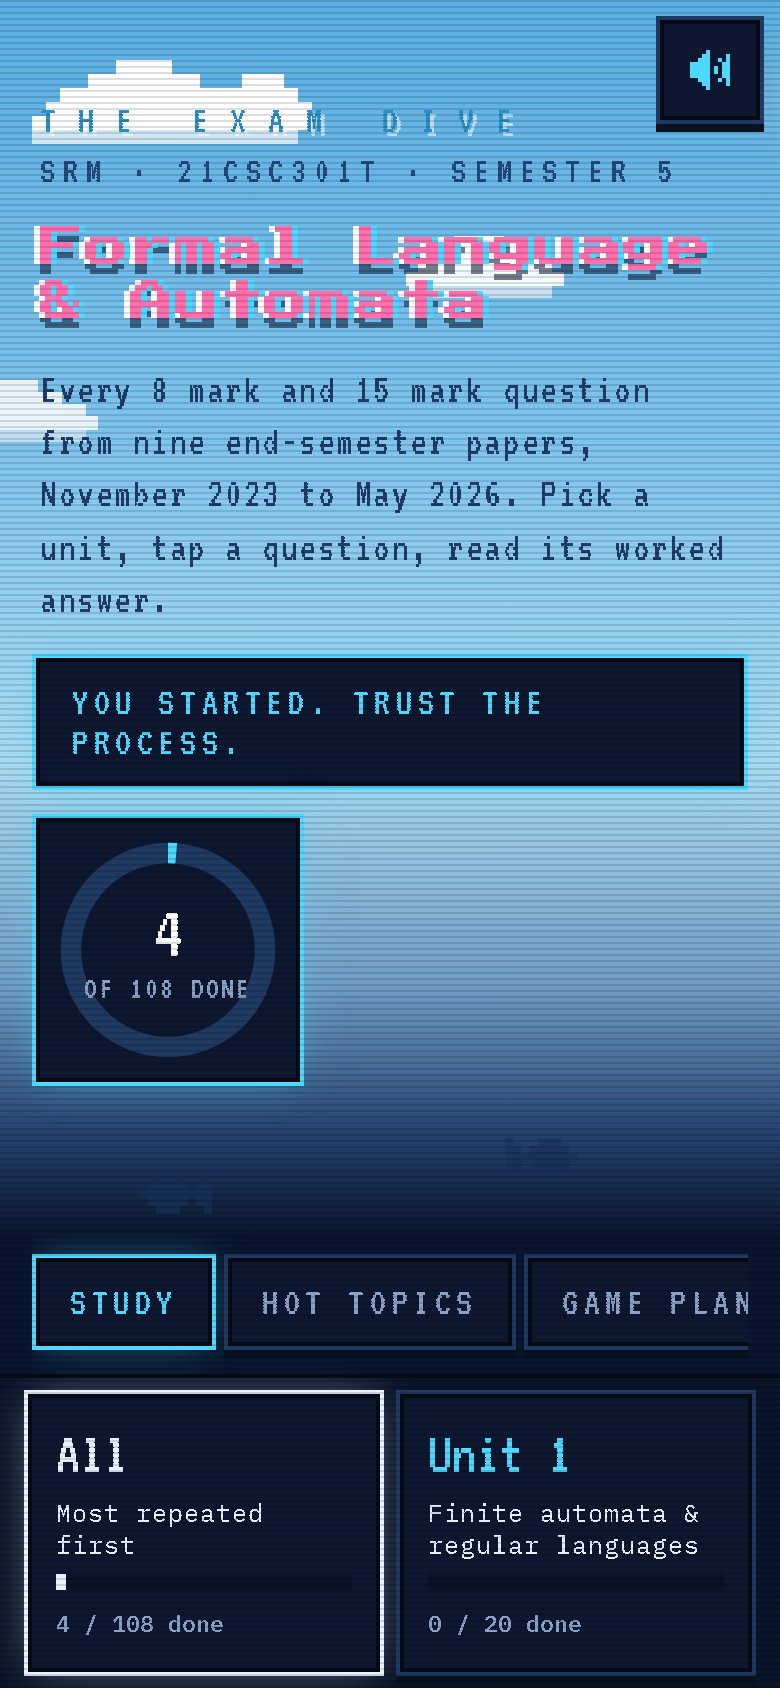 THE EXAM DIVE
SRM · 21CSC301T · SEMESTER 5
Formal Language
& Automata
Every 8 mark and 15 mark question
from nine end-semester papers,
November 2023 to May 2026. Pick a
unit, tap a question, read its worked
answer.
YOU STARTED. TRUST THE
PROCESS.
4
OF 108 DONE
STUDY
HOT TOPICS
GAME PLAN
All
Most repeated
first
4 / 108 done
Unit 1
Finite automata &
regular languages
0 / 20 done